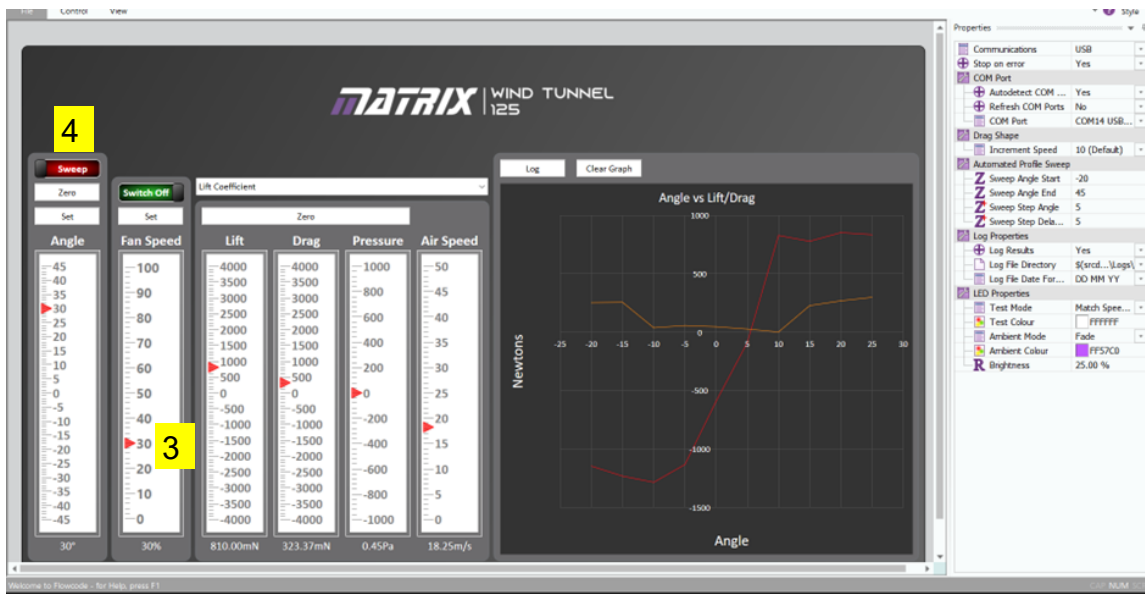 File Control View
Style
MATRIX | WIND TUNNEL 125
4
Sweep
Zero
Set
Angle
45
40
35
30
25
20
15
10
5
0
-5
-10
-15
-20
-25
-30
-35
-40
-45
30°
Switch Off
Set
Fan Speed
100
90
80
70
60
50
40
30
20
10
0
30%
3
Lift Coefficient
Zero
Lift
4000
3500
3000
2500
2000
1500
1000
500
0
-500
-1000
-1500
-2000
-2500
-3000
-3500
-4000
810.00mN
Drag
4000
3500
3000
2500
2000
1500
1000
500
0
-500
-1000
-1500
-2000
-2500
-3000
-3500
-4000
323.37mN
Pressure
1000
800
600
400
200
0
-200
-400
-600
-800
-1000
0.45Pa
Air Speed
50
45
40
35
30
25
20
15
10
5
0
18.25m/s
Log Clear Graph
Angle vs Lift/Drag
1000
500
0
-25 -20 -15 -10 -5 0 5 10 15 20 25 30
-500
-1000
-1500
Newtons
Angle
Properties
Communications USB
Stop on error Yes
COM Port
Autodetect COM ... Yes
Refresh COM Ports No
COM Port COM14 USB...
Drag Shape
Increment Speed 10 (Default)
Automated Profile Sweep
Sweep Angle Start -20
Sweep Angle End 45
Sweep Step Angle 5
Sweep Step Dela... 5
Log Properties
Log Results Yes
Log File Directory $(srcd...\Logs\
Log File Date For... DD MM YY
LED Properties
Test Mode Match Spee...
Test Colour FFFFFF
Ambient Mode Fade
Ambient Colour FF57C0
Brightness 25.00 %
Welcome to Flowcode - for Help, press F1
CAP NUM SC